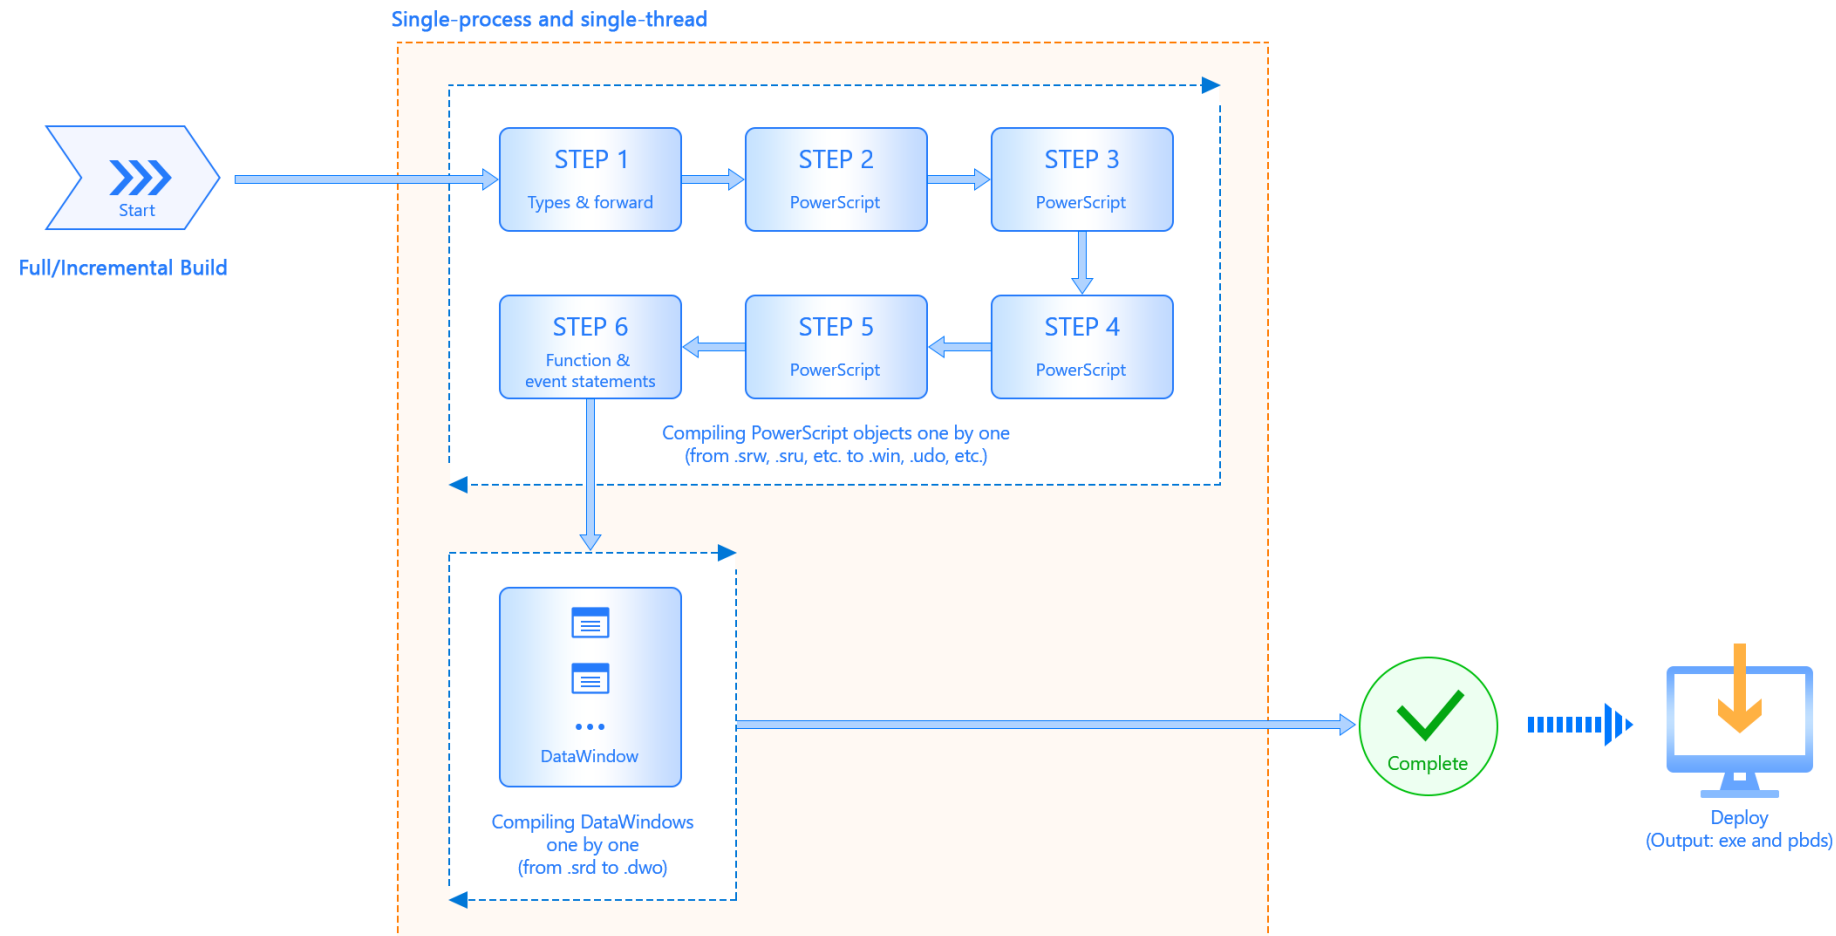 Single-process and single-thread
Start
Full/Incremental Build
STEP 1
Types & forward
STEP 2
PowerScript
STEP 3
PowerScript
STEP 6
Function &
event statements
STEP 5
PowerScript
STEP 4
PowerScript
Compiling PowerScript objects one by one
(from .srw, .sru, etc. to .win, .udo, etc.)
DataWindow
Compiling DataWindows
one by one
(from .srd to .dwo)
Complete
Deploy
(Output: exe and pbds)